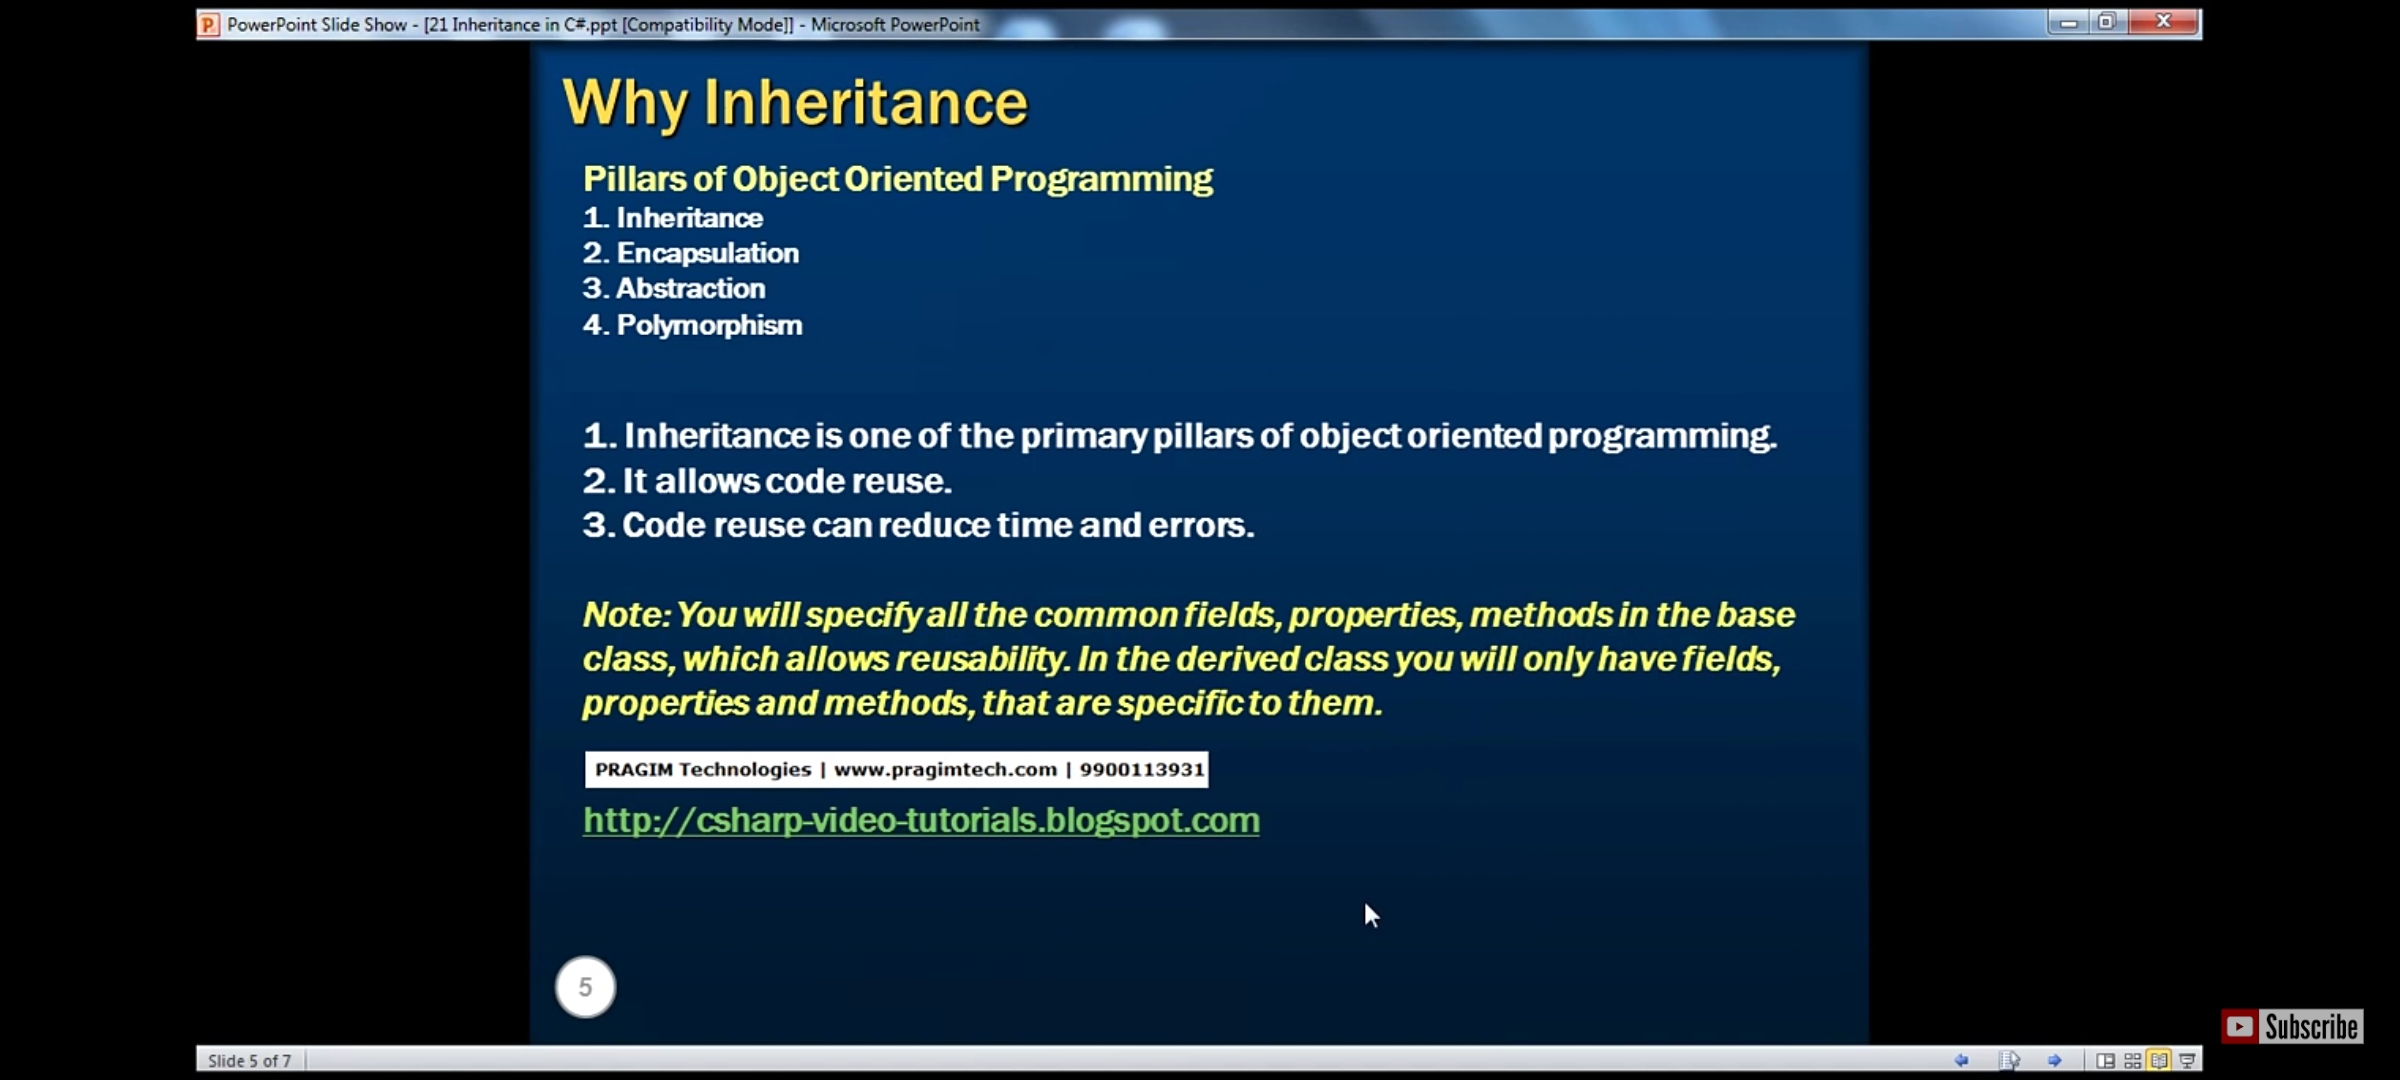 PowerPoint Slide Show - [21 Inheritance in C#.ppt [Compatibility Mode]] - Microsoft PowerPoint
Why Inheritance
Pillars of Object Oriented Programming
1. Inheritance
2. Encapsulation
3. Abstraction
4. Polymorphism
1. Inheritance is one of the primary pillars of object oriented programming.
2. It allows code reuse.
3. Code reuse can reduce time and errors.
Note: You will specify all the common fields, properties, methods in the base
class, which allows reusability. In the derived class you will only have fields,
properties and methods, that are specific to them.
PRAGIM Technologies | www.pragimtech.com | 9900113931
http://csharp-video-tutorials.blogspot.com
5
Subscribe
Slide 5 of 7